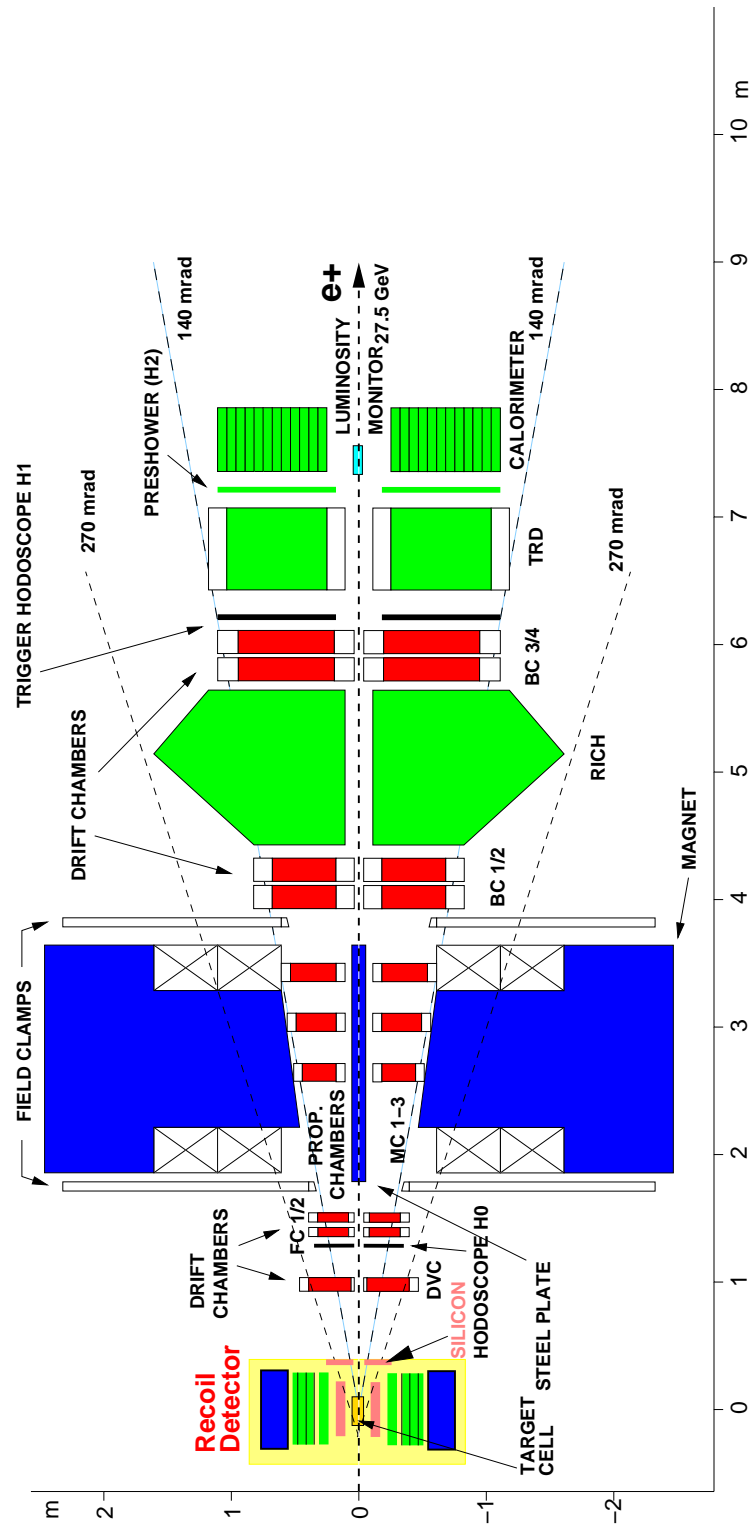 FIELD CLAMPS
DRIFT CHAMBERS
TRIGGER HODOSCOPE H1
PRESHOWER (H2)
270 mrad
140 mrad
Recoil
Detector
DRIFT
CHAMBERS
FC 1/2
PROP.
CHAMBERS
LUMINOSITY
MONITOR
e+
27.5 GeV
TARGET
CELL
SILICON
HODOSCOPE H0
DVC
STEEL PLATE
MC 1–3
MAGNET
BC 1/2
RICH
BC 3/4
TRD
CALORIMETER
270 mrad
140 mrad
m
2
1
0
−1
−2
0
1
2
3
4
5
6
7
8
9
10
m